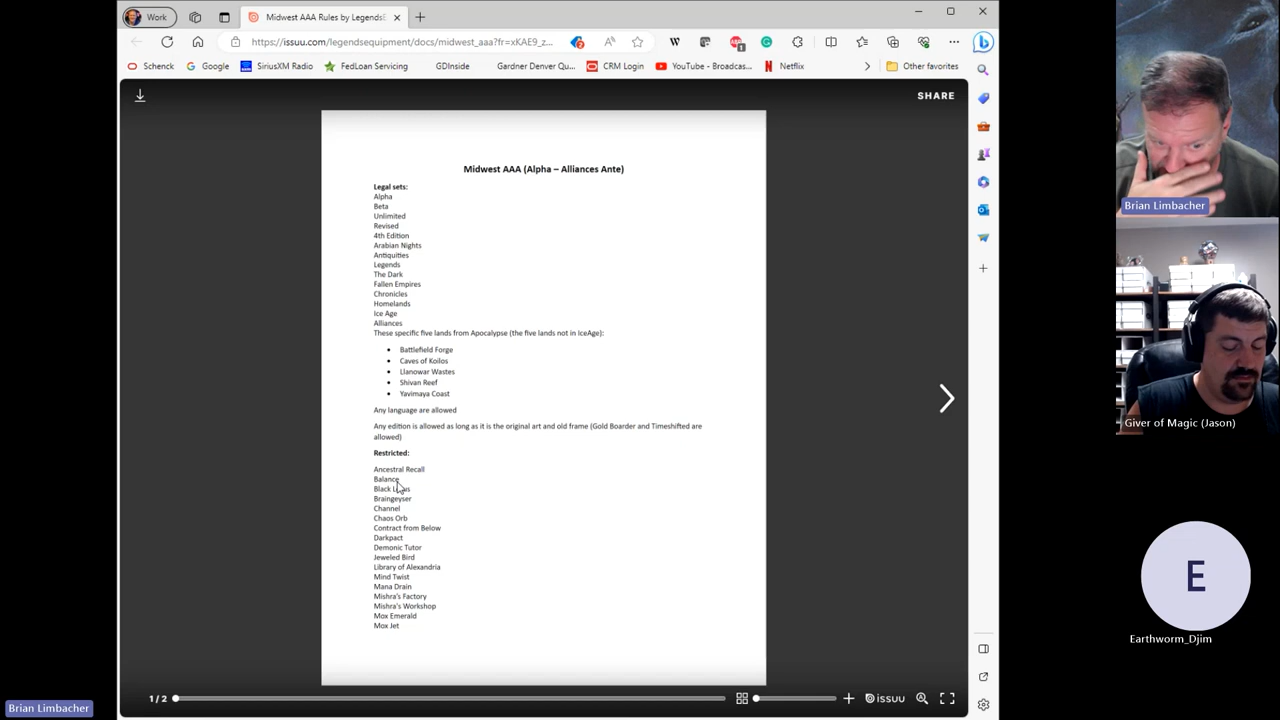 Work
Midwest AAA Rules by LegendsE
https://issuu.com/legendsequipment/docs/midwest_aaa?fr=xKAE9_z...
Schenck
Google
SiriusXM Radio
FedLoan Servicing
GDInside
Gardner Denver Qu...
CRM Login
YouTube - Broadcas...
Netflix
Other favorites
SHARE
Midwest AAA (Alpha – Alliances Ante)
Legal sets:
Alpha
Beta
Unlimited
Revised
4th Edition
Arabian Nights
Antiquities
Legends
The Dark
Fallen Empires
Chronicles
Homelands
Ice Age
Alliances
These specific five lands from Apocalypse (the five lands not in IceAge):
• Battlefield Forge
• Caves of Koilos
• Llanowar Wastes
• Shivan Reef
• Yavimaya Coast
Any language are allowed
Any edition is allowed as long as it is the original art and old frame (Gold Boarder and Timeshifted are
allowed)
Restricted:
Ancestral Recall
Balance
Black Lotus
Braingeyser
Channel
Chaos Orb
Contract from Below
Darkpact
Demonic Tutor
Jeweled Bird
Library of Alexandria
Mind Twist
Mana Drain
Mishra's Factory
Mishra's Workshop
Mox Emerald
Mox Jet
1/2
issuu
Brian Limbacher
Giver of Magic (Jason)
E
Earthworm_Djim
Brian Limbacher